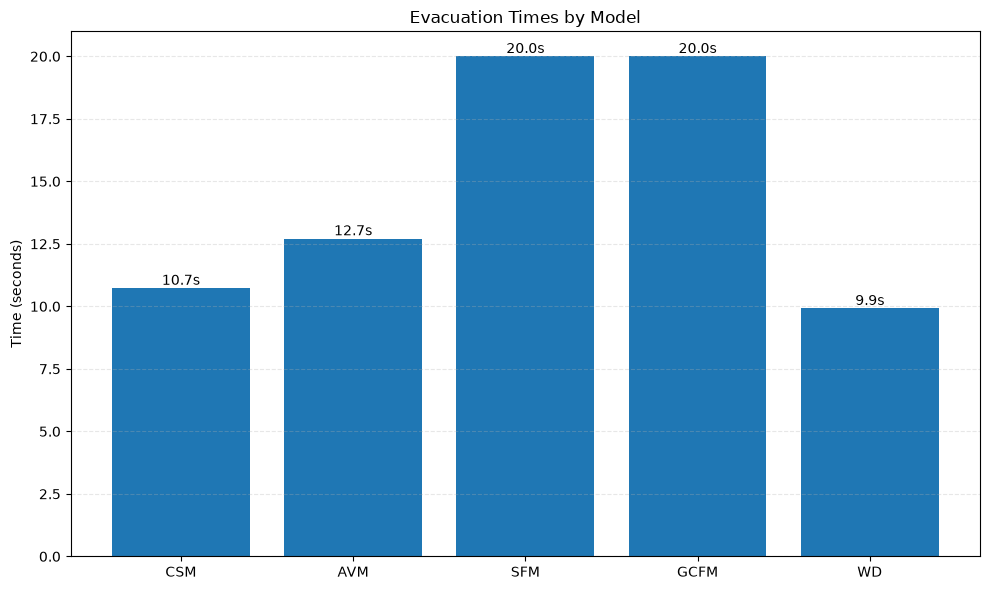 Evacuation Times by Model
Time (seconds)
20.0
17.5
15.0
12.5
10.0
7.5
5.0
2.5
0.0
10.7s
12.7s
20.0s
20.0s
9.9s
CSM
AVM
SFM
GCFM
WD